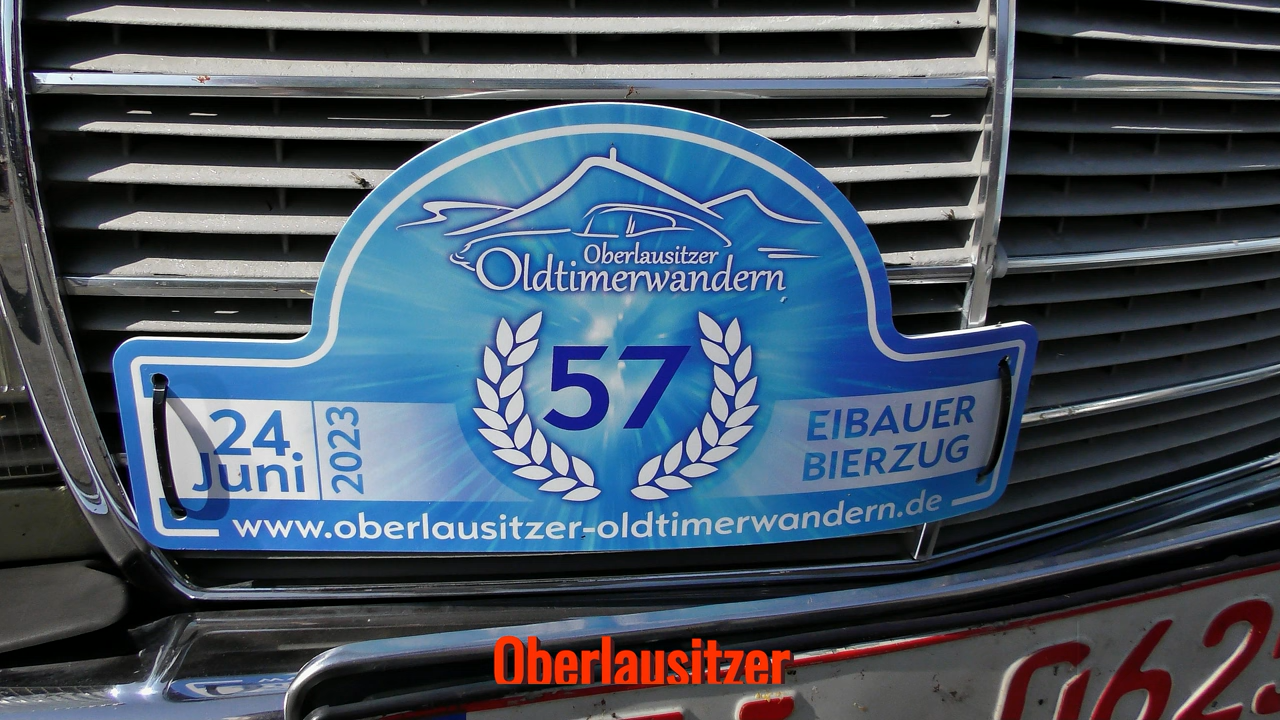 Oberlausitzer
Oldtimerwandern
57
24
Juni
2023
EIBAUER
BIERZUG
www.oberlausitzer-oldtimerwandern.de
Oberlausitzer